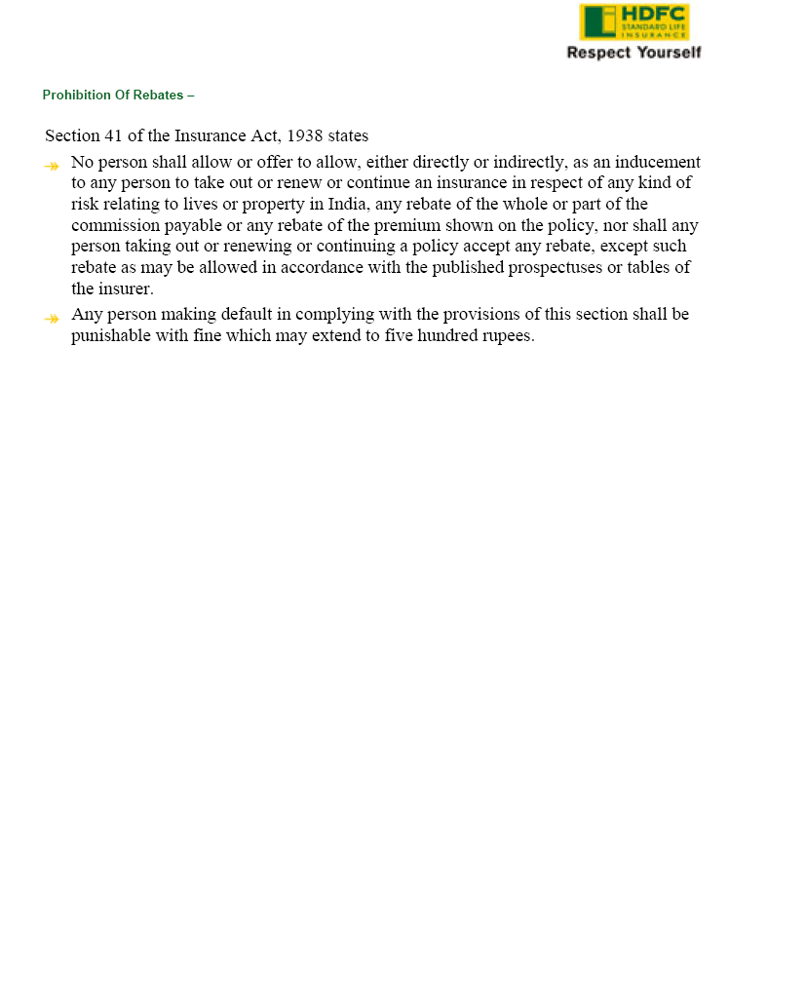 HDFC
STANDARD LIFE
INSURANCE
Respect Yourself
Prohibition Of Rebates –
Section 41 of the Insurance Act, 1938 states
No person shall allow or offer to allow, either directly or indirectly, as an inducement
to any person to take out or renew or continue an insurance in respect of any kind of
risk relating to lives or property in India, any rebate of the whole or part of the
commission payable or any rebate of the premium shown on the policy, nor shall any
person taking out or renewing or continuing a policy accept any rebate, except such
rebate as may be allowed in accordance with the published prospectuses or tables of
the insurer.
Any person making default in complying with the provisions of this section shall be
punishable with fine which may extend to five hundred rupees.